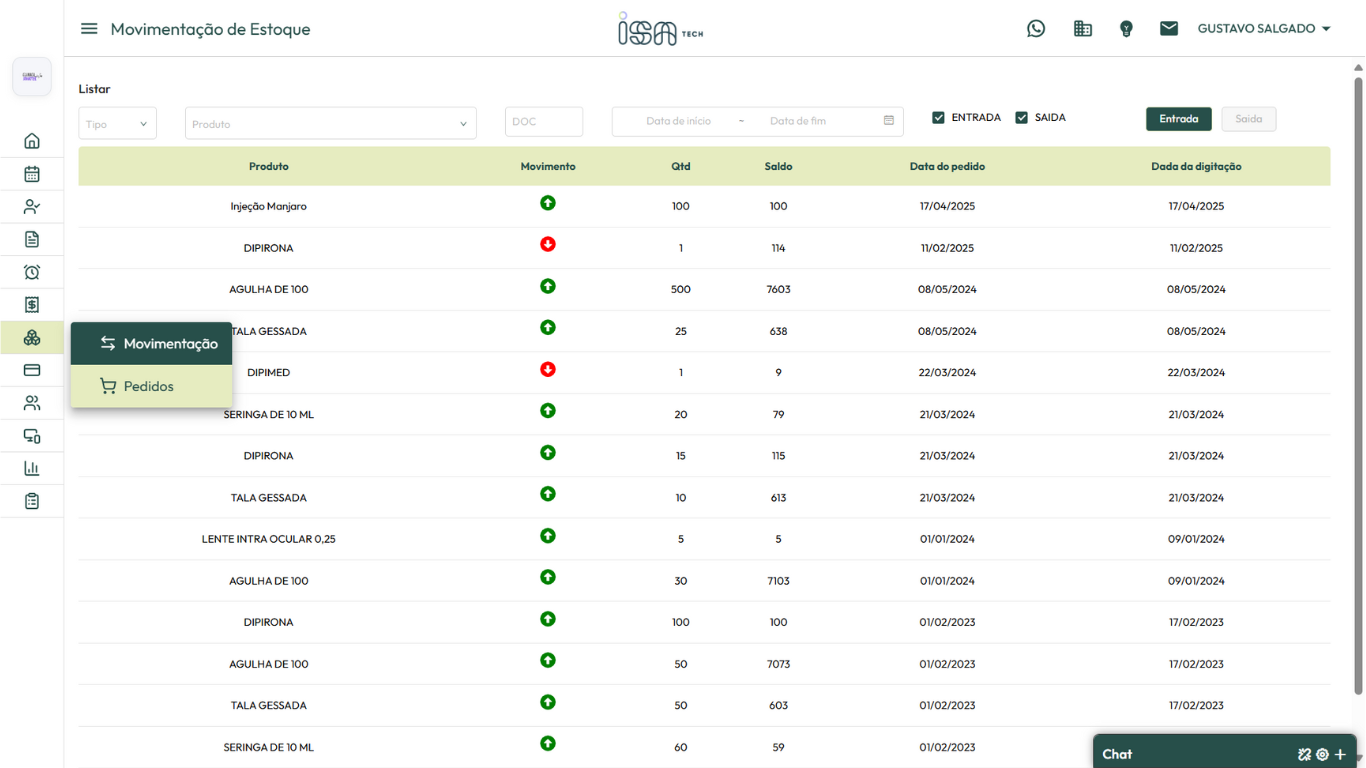 Movimentação de Estoque
isa TECH
GUSTAVO SALGADO
Listar
Tipo
Produto
DOC
Data de inicio - Data de fim
ENTRADA
SAIDA
Entrada
Saida
Produto Movimento Qtd Saldo Data do pedido Dada da digitação
Injeção Manjaro 100 100 17/04/2025 17/04/2025
DIPIRONA 1 114 11/02/2025 11/02/2025
AGULHA DE 100 500 7603 08/05/2024 08/05/2024
TALA GESSADA 25 638 08/05/2024 08/05/2024
Movimentação
DIPIMED 1 9 22/03/2024 22/03/2024
Pedidos
SERINGA DE 10 ML 20 79 21/03/2024 21/03/2024
DIPIRONA 15 115 21/03/2024 21/03/2024
TALA GESSADA 10 613 21/03/2024 21/03/2024
LENTE INTRA OCULAR 0,25 5 5 01/01/2024 09/01/2024
AGULHA DE 100 30 7103 01/01/2024 09/01/2024
DIPIRONA 100 100 01/02/2023 17/02/2023
AGULHA DE 100 50 7073 01/02/2023 17/02/2023
TALA GESSADA 50 603 01/02/2023 17/02/2023
SERINGA DE 10 ML 60 59 01/02/2023
Chat